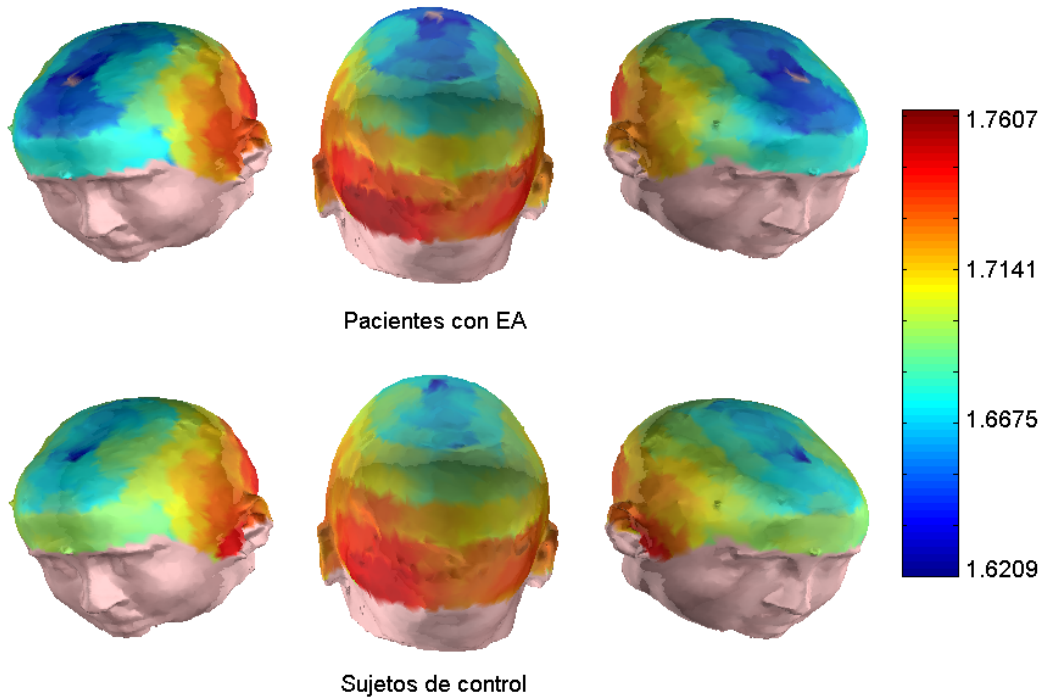 1.7607
1.7141
Pacientes con EA
1.6675
1.6209
Sujetos de control